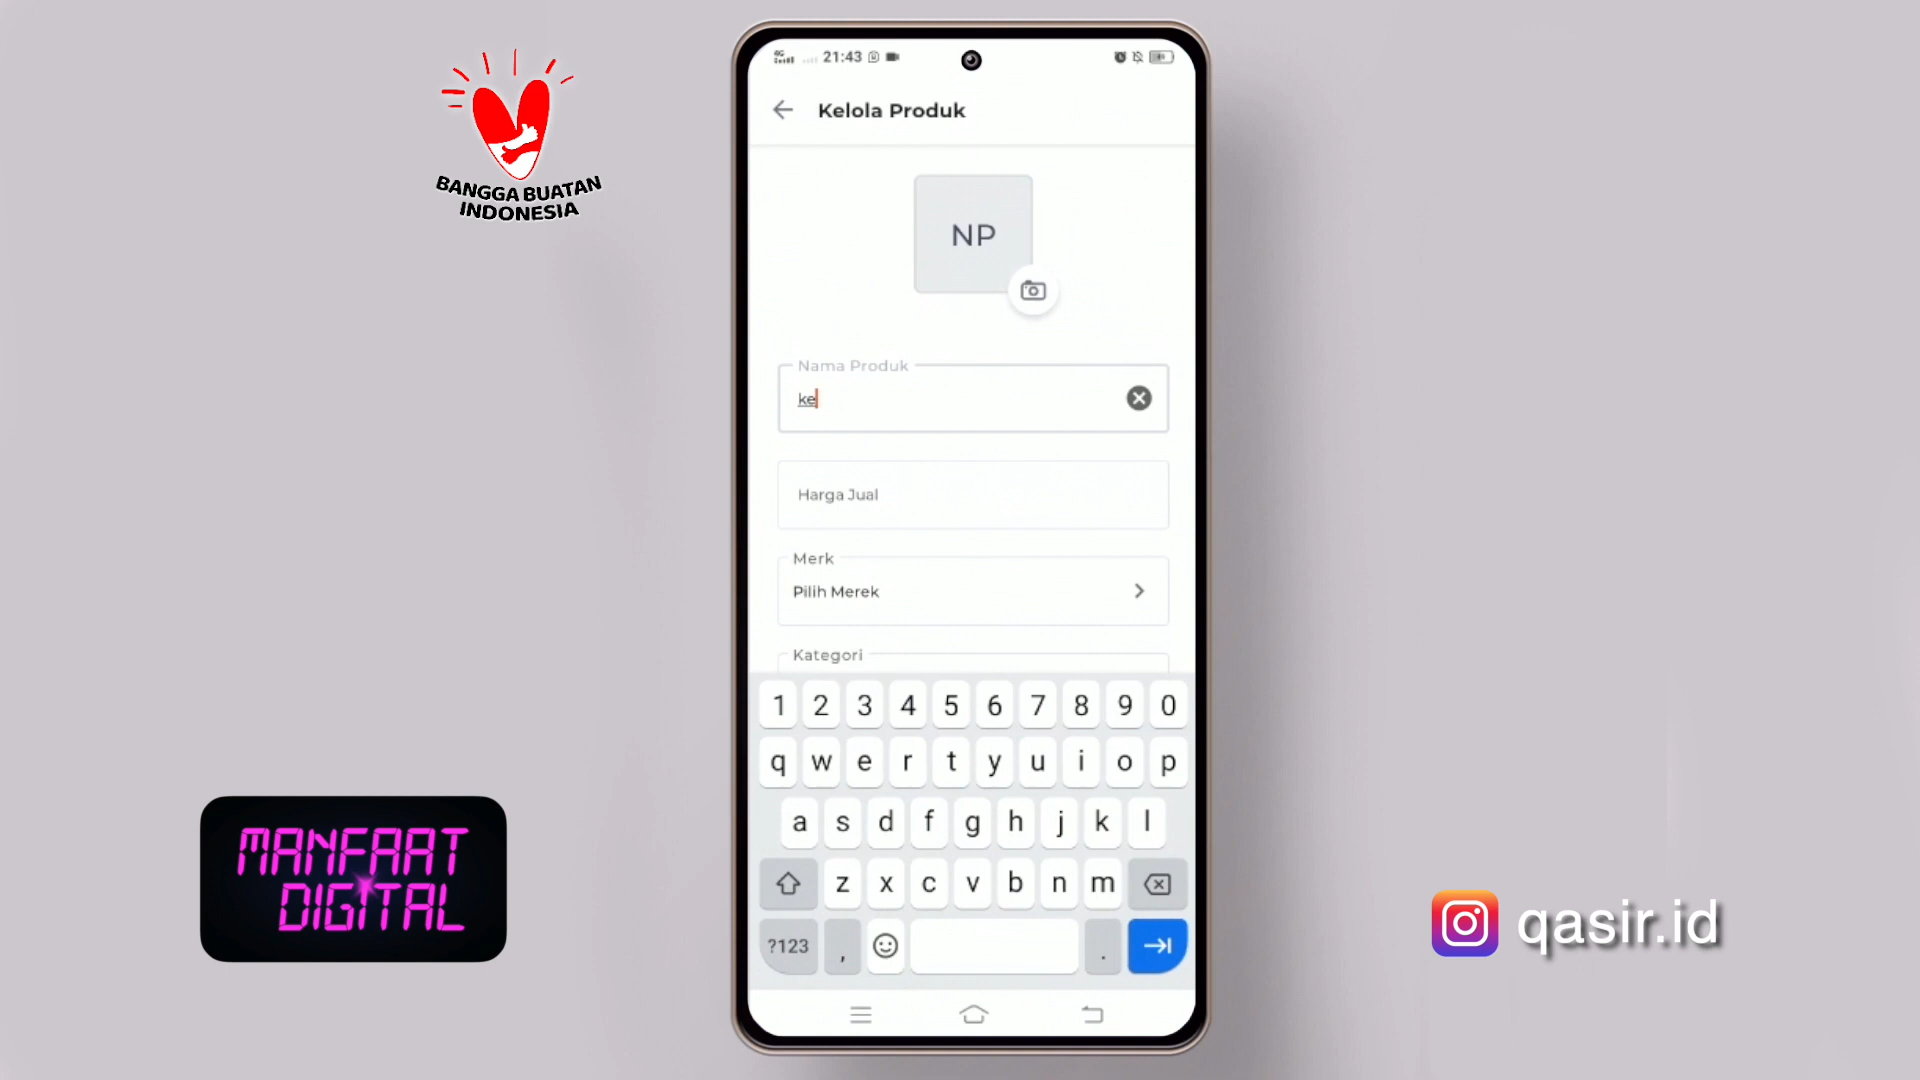 BANGGA BUATAN
INDONESIA
21:43
Kelola Produk
NP
Nama Produk
ke
Harga Jual
Merk
Pilih Merek
Kategori
1 2 3 4 5 6 7 8 9 0
q w e r t y u i o p
a s d f g h j k l
z x c v b n m
?123 , .
MANFAAT
DIGITAL
qasir.id